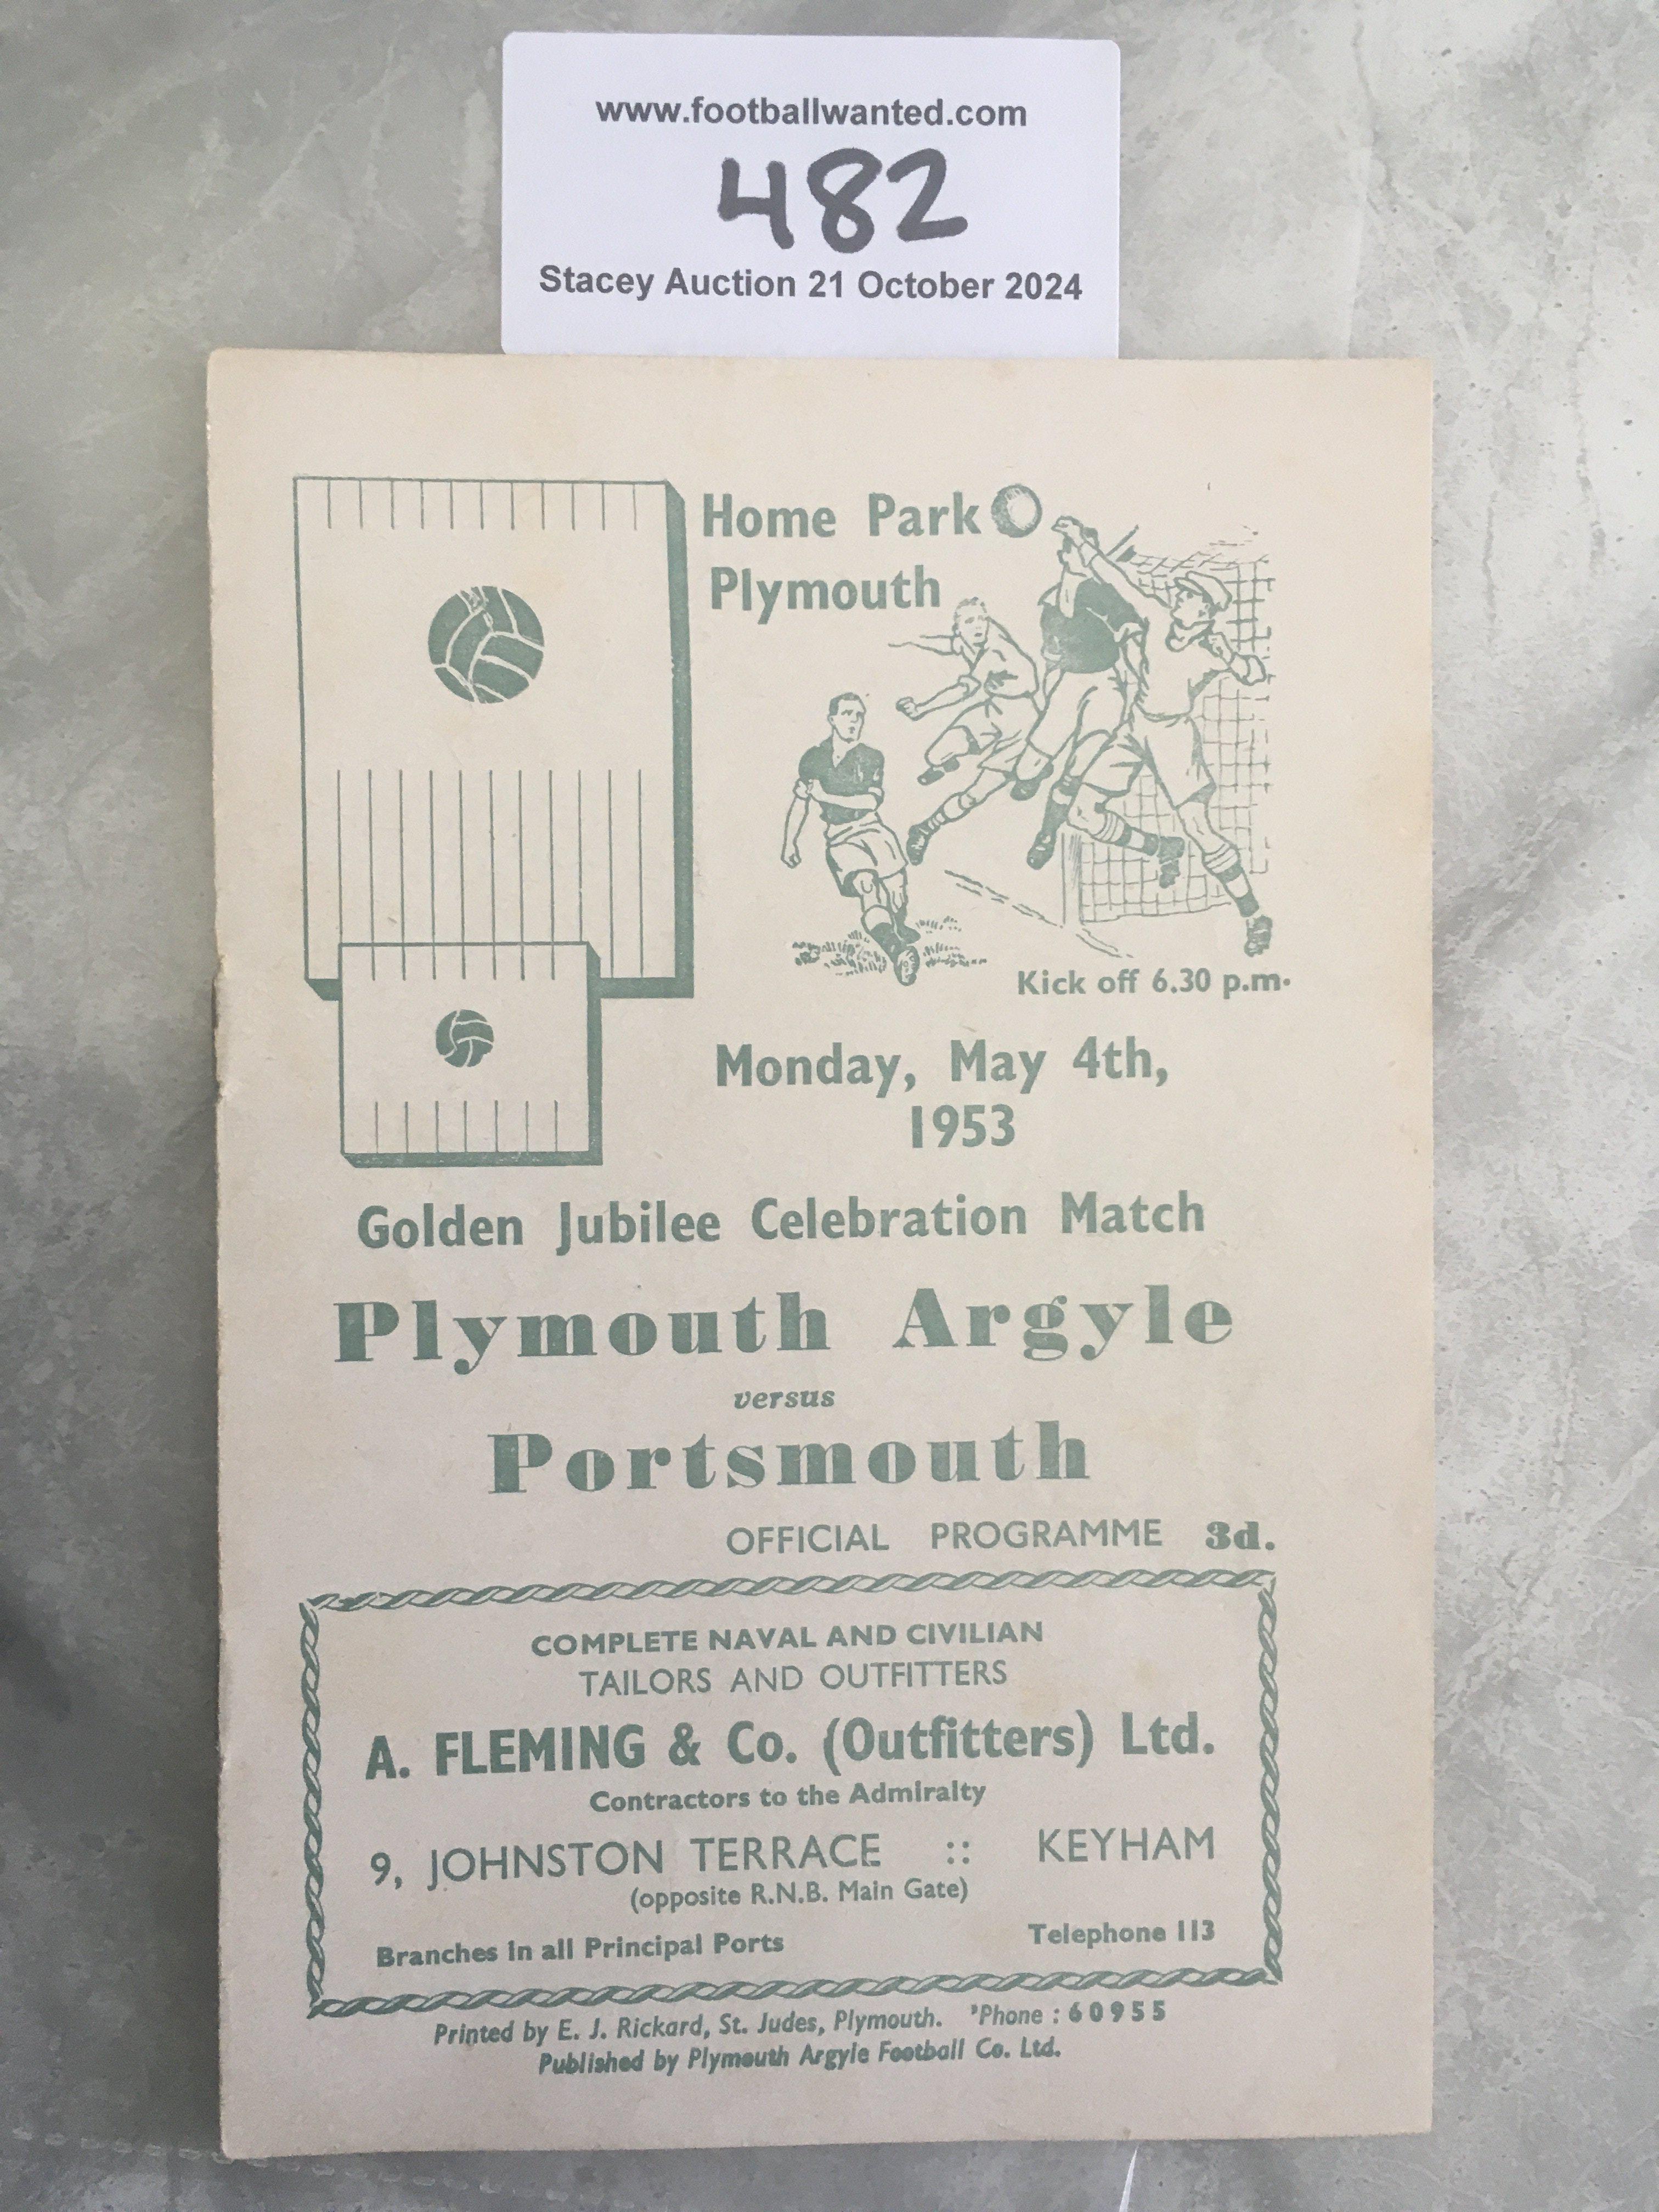 www.footballwanted.com
482
Stacey Auction 21 October 2024
Home Park
Plymouth
Kick off 6.30 p.m.
Monday, May 4th,
1953
Golden Jubilee Celebration Match
Plymouth Argyle
versus
Portsmouth
OFFICIAL PROGRAMME 3d.
COMPLETE NAVAL AND CIVILIAN
TAILORS AND OUTFITTERS
A. FLEMING & Co. (Outfitters) Ltd.
Contractors to the Admiralty
9, JOHNSTON TERRACE :: KEYHAM
(opposite R.N.B. Main Gate)
Branches in all Principal Ports Telephone 113
Printed by E. J. Rickard, St. Judes, Plymouth. 'Phone : 60955
Published by Plymouth Argyle Football Co. Ltd.